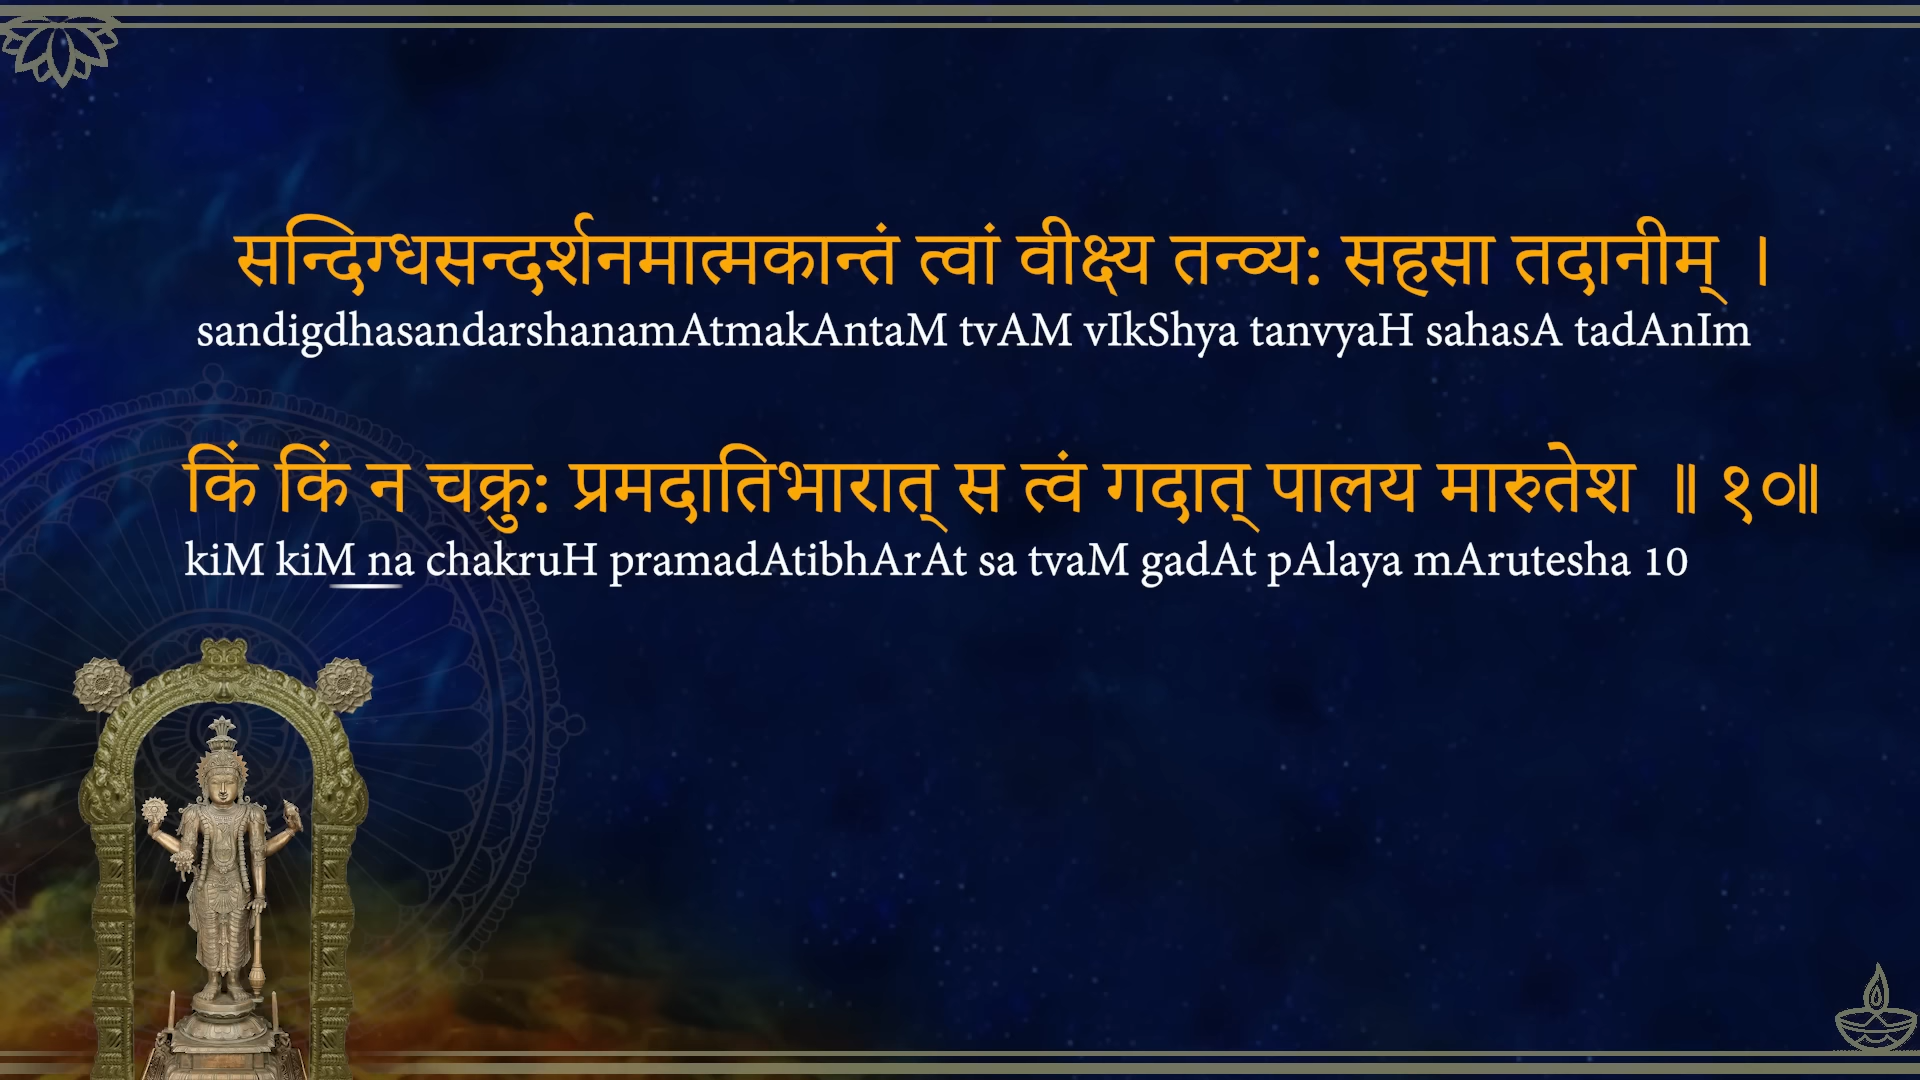 सन्दिग्धसन्दर्शनमात्मकान्तं त्वां वीक्ष्य तन्व्य: सहसा तदानीम् ।
sandigdhasandarshanamAtmakAntaM tvAM vIkShya tanvyaH sahasA tadAnIm
किं किं न चक्रु: प्रमदातिभारात् स त्वं गदात् पालय मारुतेश ॥ १०॥
kiM kiM na chakruH pramadAtibhArAt sa tvaM gadAt pAlaya mArutesha 10